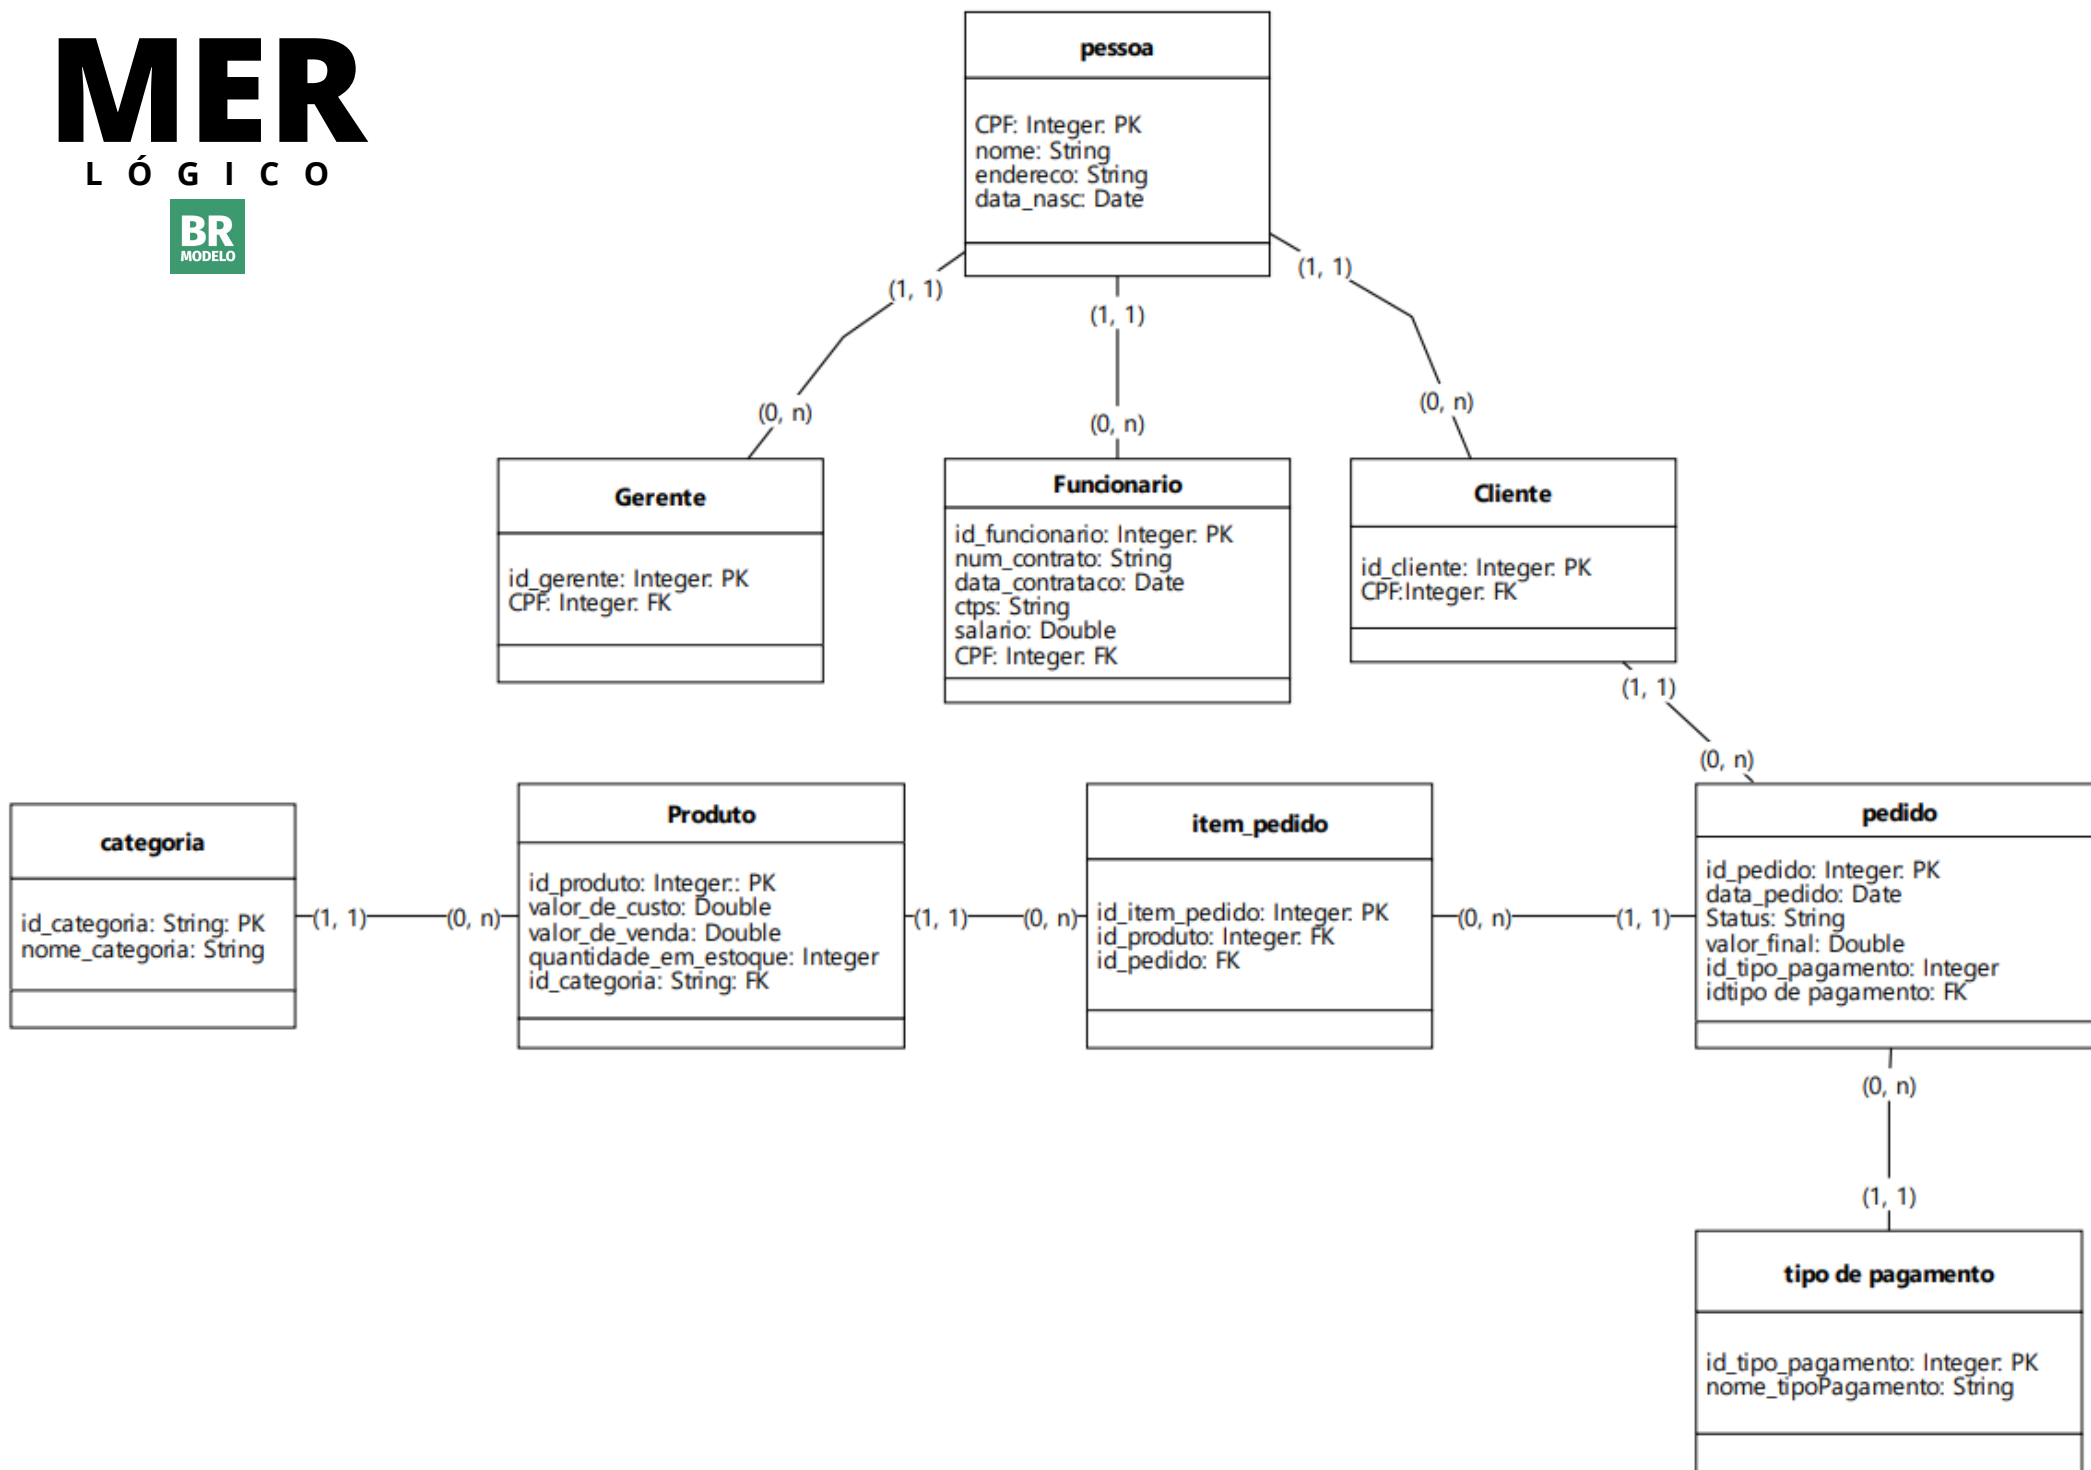 MER
LÓGICO
BR
MODELO
pessoa
CPF: Integer: PK
nome: String
endereco: String
data_nasc: Date
(1, 1)
(1, 1)
(1, 1)
(0, n)
(0, n)
(0, n)
Gerente
id_gerente: Integer: PK
CPF: Integer: FK
Funcionario
id_funcionario: Integer: PK
num_contrato: String
data_contrataco: Date
ctps: String
salario: Double
CPF: Integer: FK
Cliente
id_cliente: Integer: PK
CPF:Integer: FK
(1, 1)
(0, n)
categoria
id_categoria: String: PK
nome_categoria: String
(1, 1)
(0, n)
Produto
id_produto: Integer:: PK
valor_de_custo: Double
valor_de_venda: Double
quantidade_em_estoque: Integer
id_categoria: String: FK
(1, 1)
(0, n)
item_pedido
id_item_pedido: Integer: PK
id_produto: Integer: FK
id_pedido: FK
(0, n)
(1, 1)
pedido
id_pedido: Integer: PK
data_pedido: Date
Status: String
valor_final: Double
id_tipo_pagamento: Integer
idtipo de pagamento: FK
(0, n)
(1, 1)
tipo de pagamento
id_tipo_pagamento: Integer: PK
nome_tipoPagamento: String